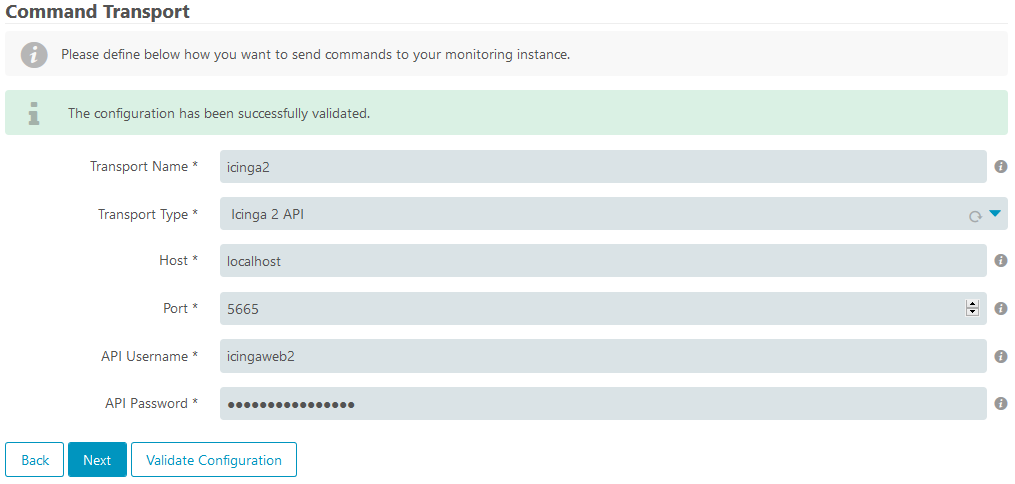 Command Transport
Please define below how you want to send commands to your monitoring instance.
The configuration has been successfully validated.
Transport Name * icinga2
Transport Type * Icinga 2 API
Host * localhost
Port * 5665
API Username * icingaweb2
API Password * ●●●●●●●●●●●●●●●●
Back Next Validate Configuration